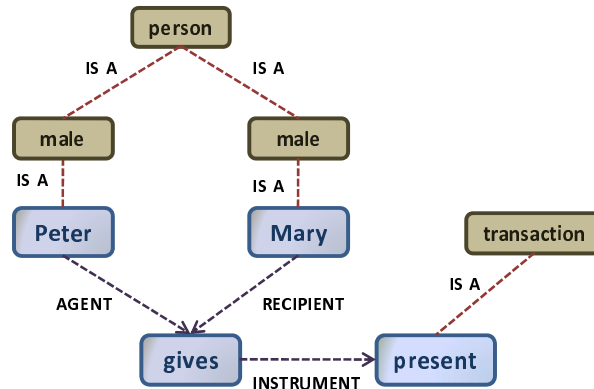 person
IS A
IS A
male
male
IS A
IS A
Peter
Mary
transaction
IS A
AGENT
RECIPIENT
gives
present
INSTRUMENT